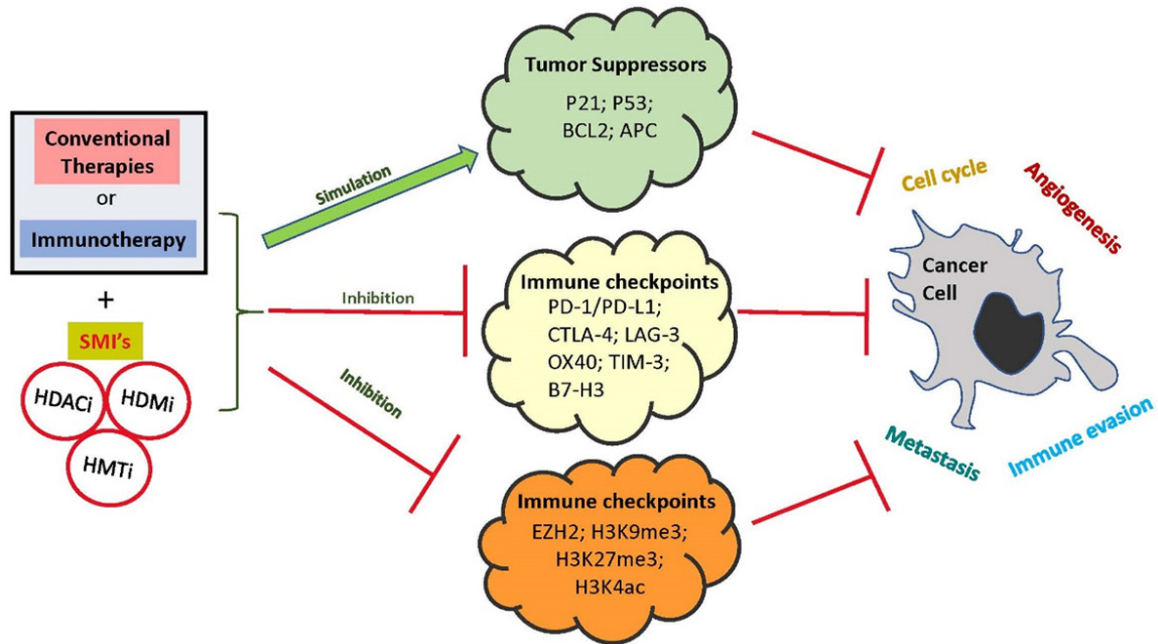 Conventional
Therapies
or
Immunotherapy
+
SMI's
HDACi
HDMi
HMTi
Simulation
Inhibition
Inhibition
Tumor Suppressors
P21; P53;
BCL2; APC
Immune checkpoints
PD-1/PD-L1;
CTLA-4; LAG-3
OX40; TIM-3;
B7-H3
Immune checkpoints
EZH2; H3K9me3;
H3K27me3;
H3K4ac
Cell cycle
Angiogenesis
Cancer
Cell
Metastasis
Immune evasion